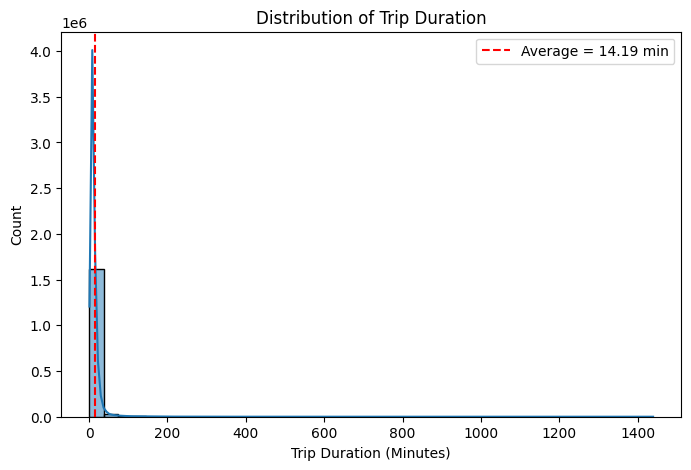 Distribution of Trip Duration
1e6
Average = 14.19 min
4.0
3.5
3.0
2.5
2.0
1.5
1.0
0.5
0.0
Count
0 200 400 600 800 1000 1200 1400
Trip Duration (Minutes)